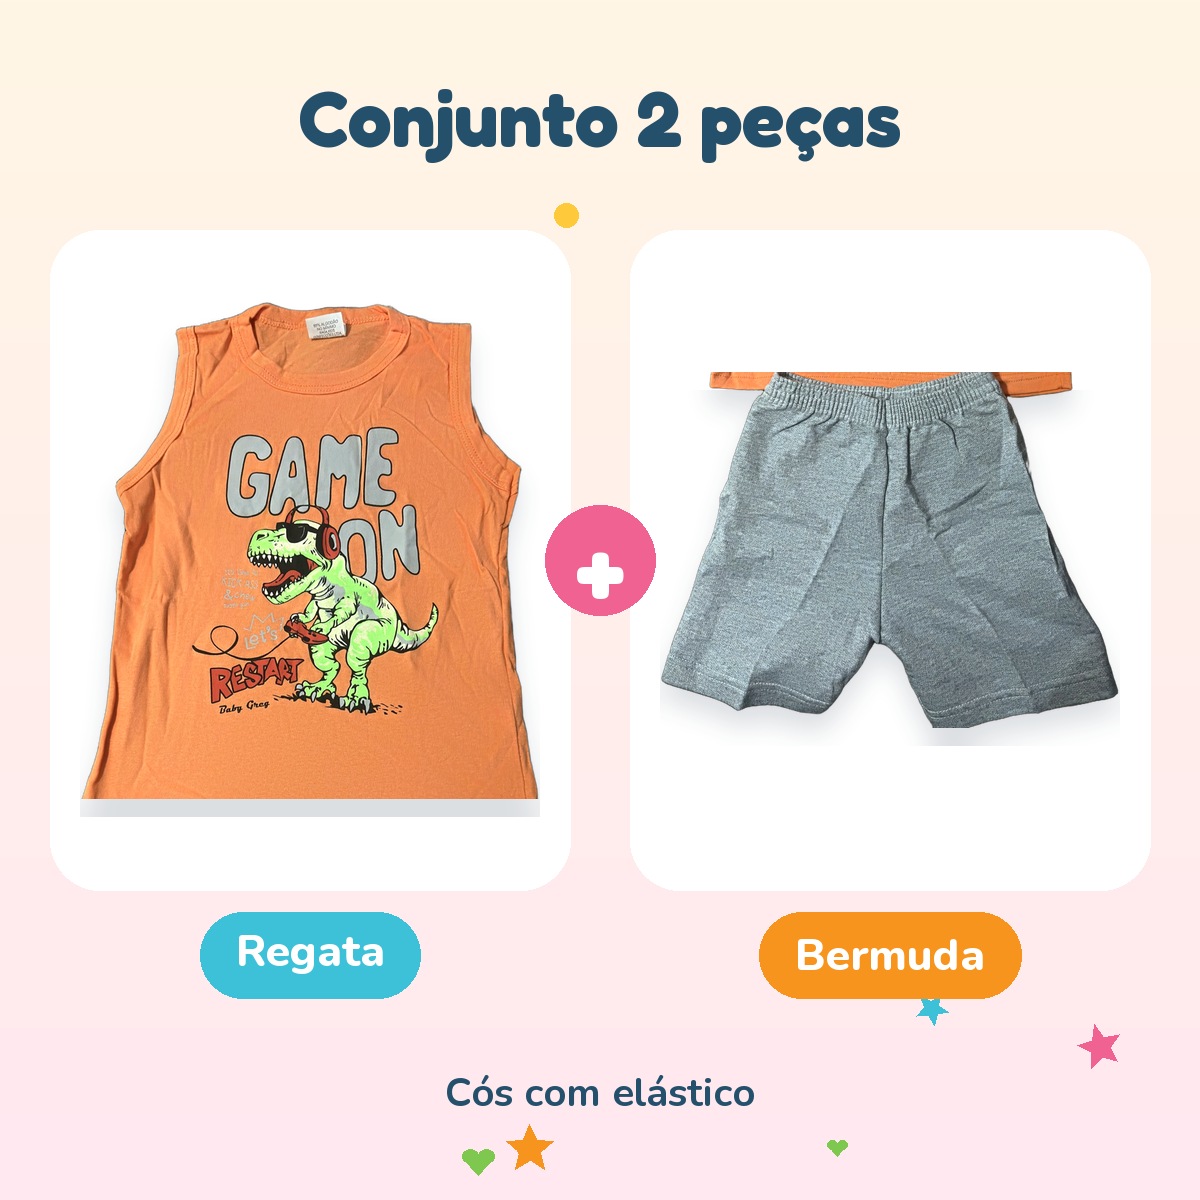 Conjunto 2 peças
GAME
ON
Let's
RESTART
Baby Greg
Regata
Bermuda
Cós com elástico